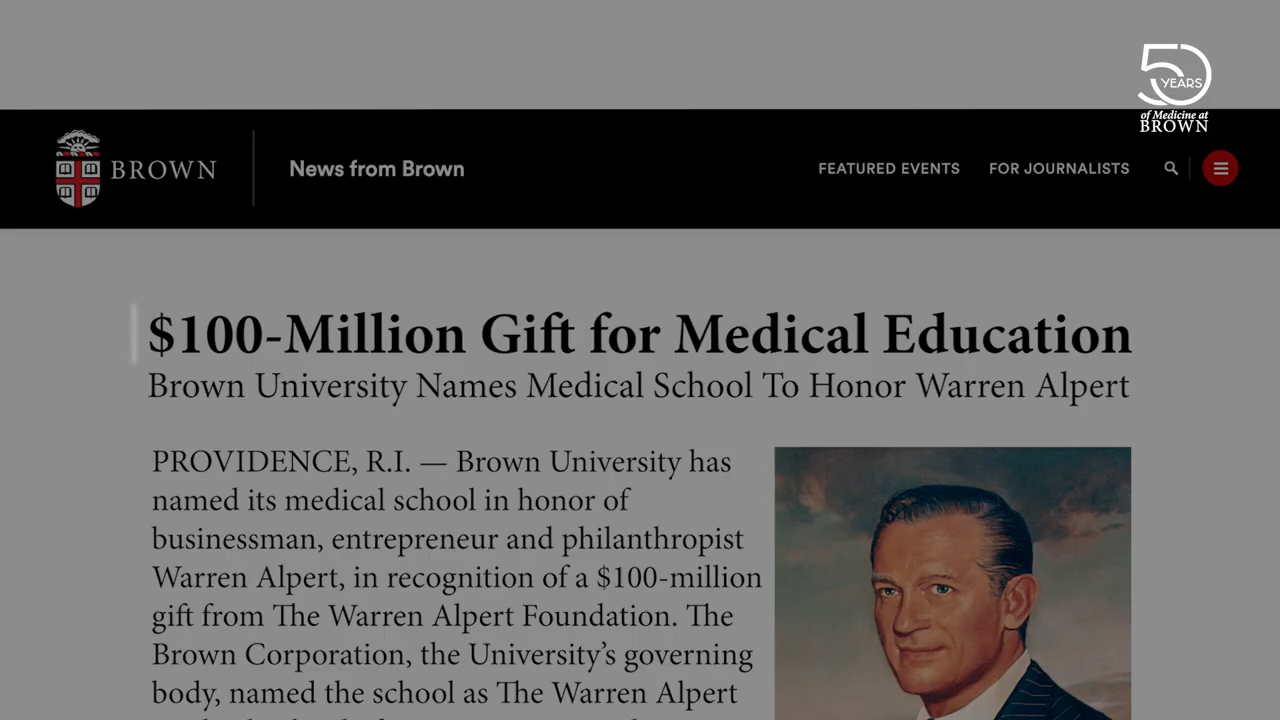 50
YEARS
of Medicine at
BROWN
BROWN
News from Brown
FEATURED EVENTS
FOR JOURNALISTS
$100-Million Gift for Medical Education
Brown University Names Medical School To Honor Warren Alpert
PROVIDENCE, R.I. — Brown University has
named its medical school in honor of
businessman, entrepreneur and philanthropist
Warren Alpert, in recognition of a $100-million
gift from The Warren Alpert Foundation. The
Brown Corporation, the University’s governing
body, named the school as The Warren Alpert